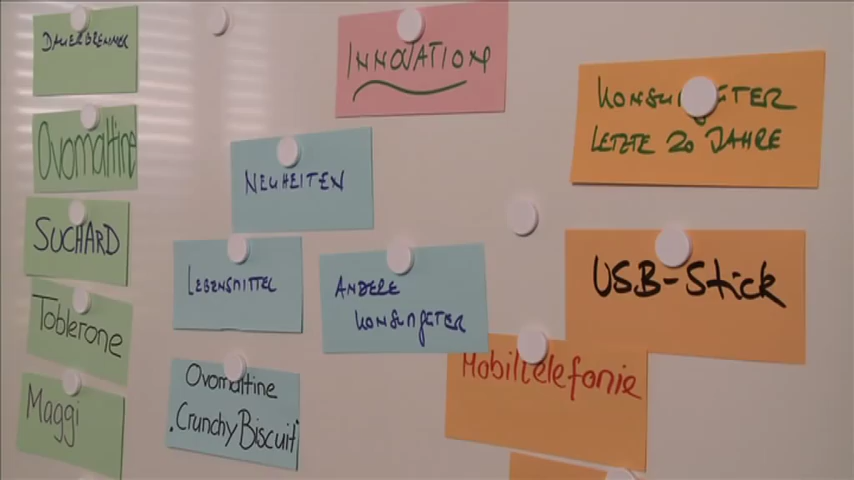 DAUERBRENNER
Ovomaltine
SUCHARD
Toblerone
Maggi
INNOVATION
NEUHEITEN
LEBENSMITTEL
Ovomaltine
Crunchy Biscuit
ANDERE
KONSUMGÜTER
KONSUMGÜTER
LETZTE 20 JAHRE
USB-Stick
Mobiltelefonie